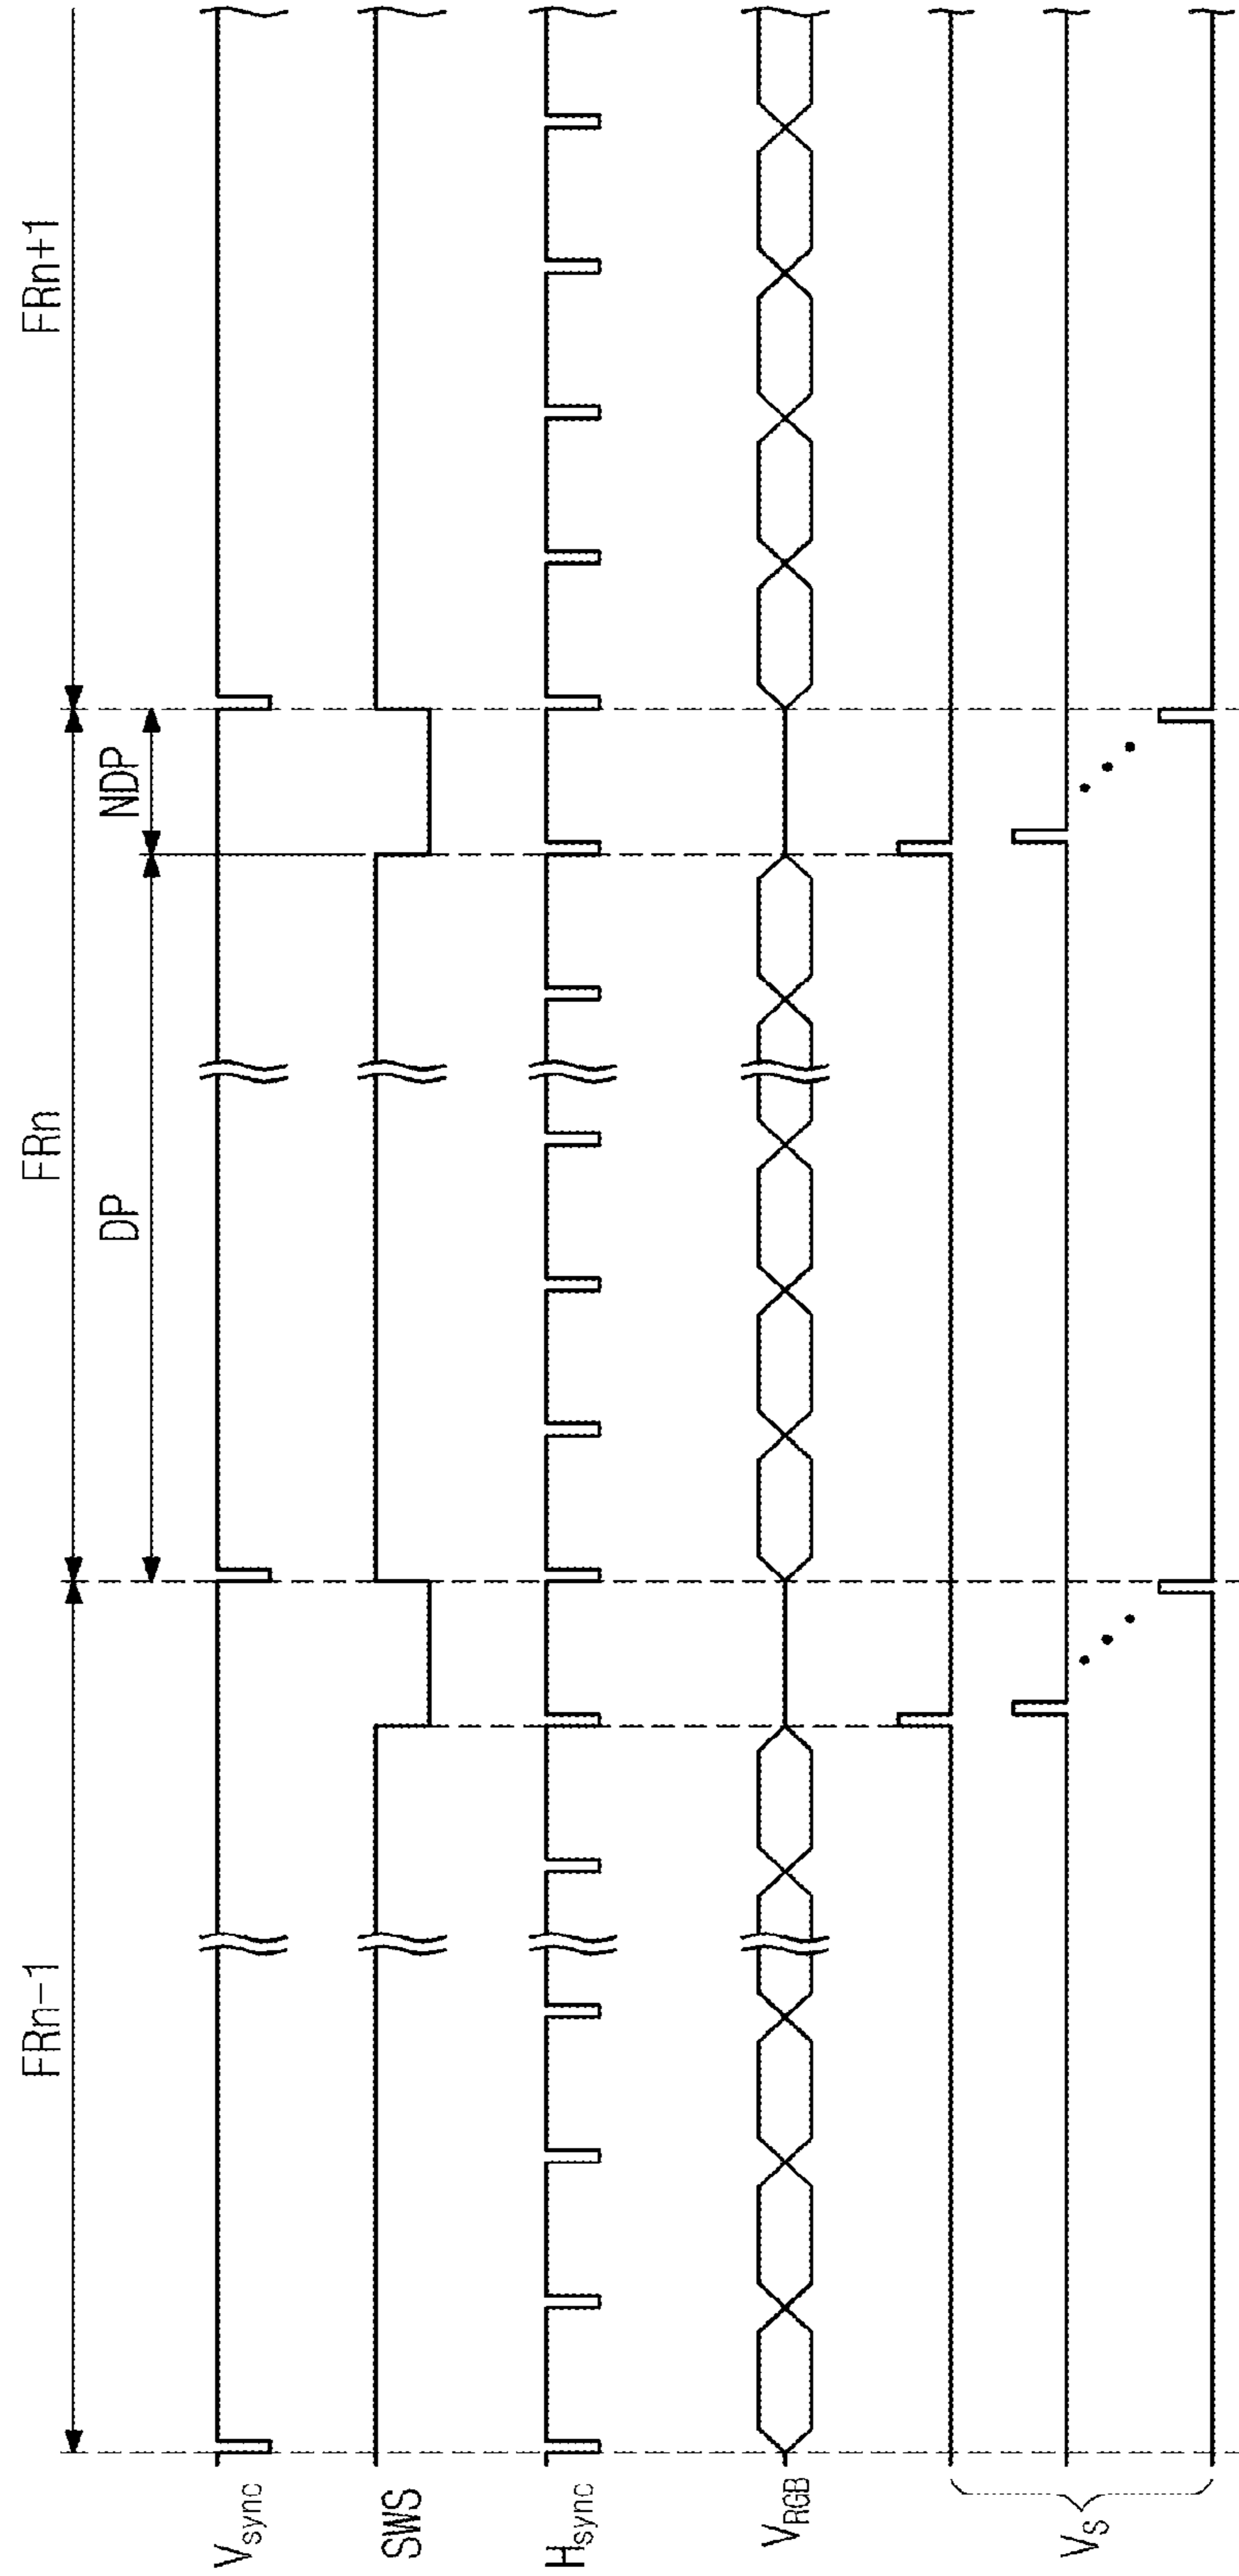 FRn-1
FRn
FRn+1
DP
NDP
Vsync
SWS
Hsync
VRGB
VS